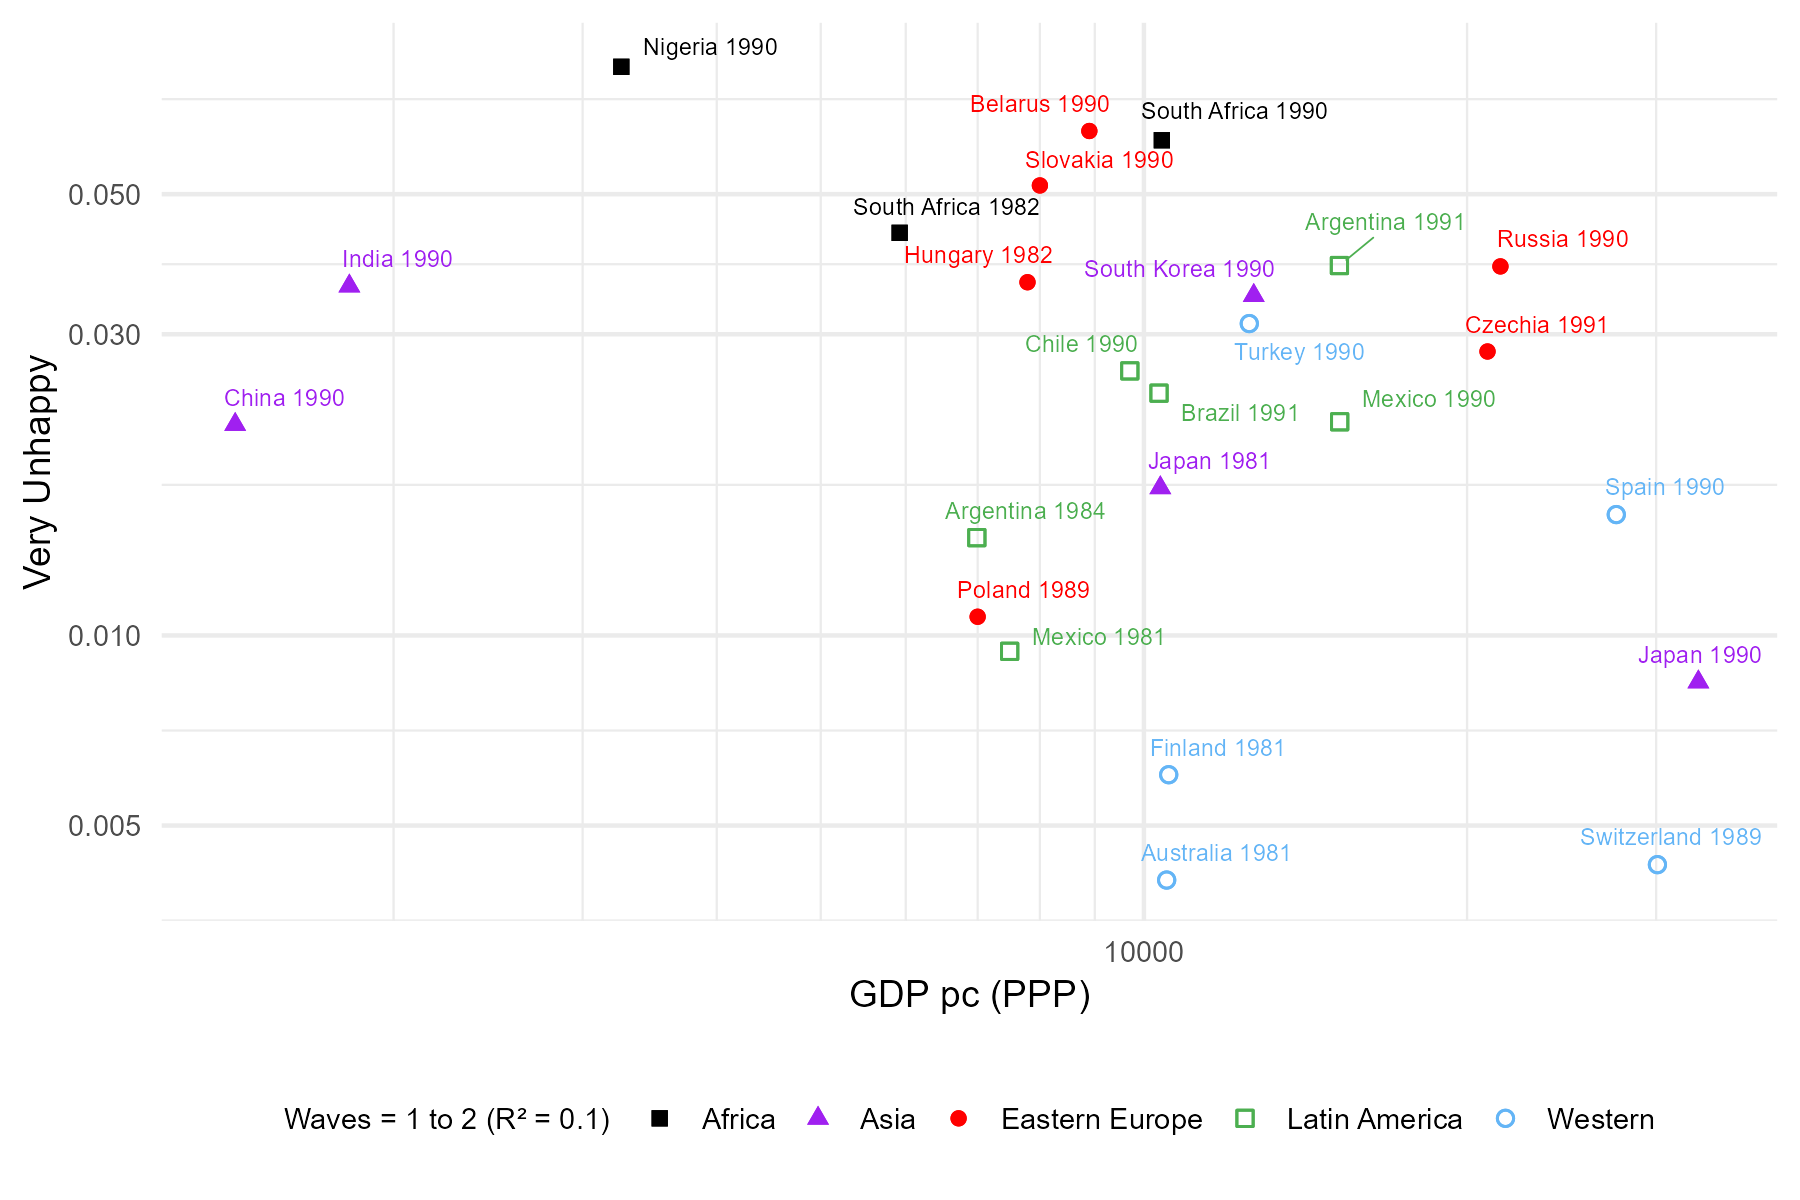 Nigeria 1990
Belarus 1990
South Africa 1990
Slovakia 1990
0.050
South Africa 1982
Argentina 1991
Russia 1990
Hungary 1982
India 1990
South Korea 1990
Czechia 1991
0.030
Chile 1990
Turkey 1990
China 1990
Mexico 1990
Brazil 1991
Very Unhappy
Japan 1981
Spain 1990
Argentina 1984
Poland 1989
0.010
Mexico 1981
Japan 1990
Finland 1981
0.005
Switzerland 1989
Australia 1981
10000
GDP pc (PPP)
Waves = 1 to 2 (R² = 0.1) Africa Asia Eastern Europe Latin America Western